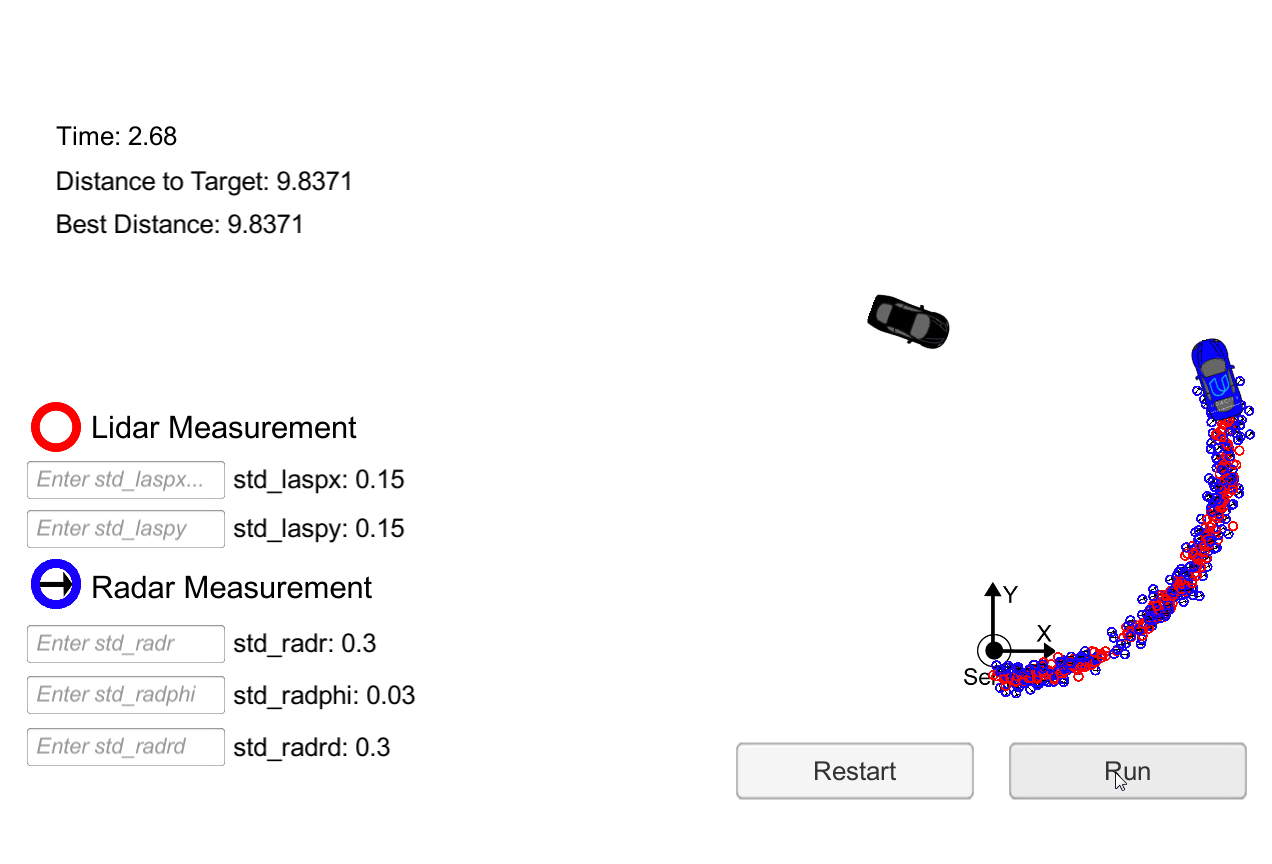 Time: 2.68
Distance to Target: 9.8371
Best Distance: 9.8371
Lidar Measurement
Enter std_laspx... std_laspx: 0.15
Enter std_laspy std_laspy: 0.15
Radar Measurement
Enter std_radr std_radr: 0.3
Enter std_radphi std_radphi: 0.03
Enter std_radrd std_radrd: 0.3
Y
X
Restart
Run